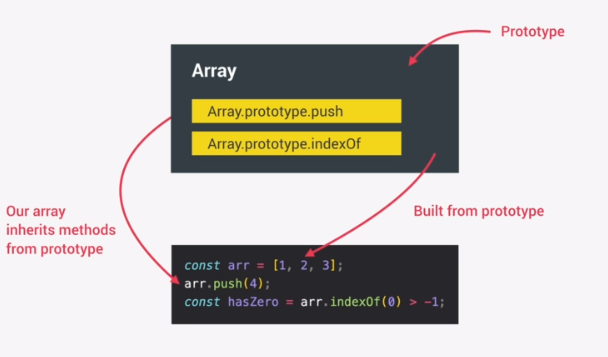 Prototype
Array
Array.prototype.push
Array.prototype.indexOf
Our array
inherits methods
from prototype
Built from prototype
const arr = [1, 2, 3];
arr.push(4);
const hasZero = arr.indexOf(0) > -1;